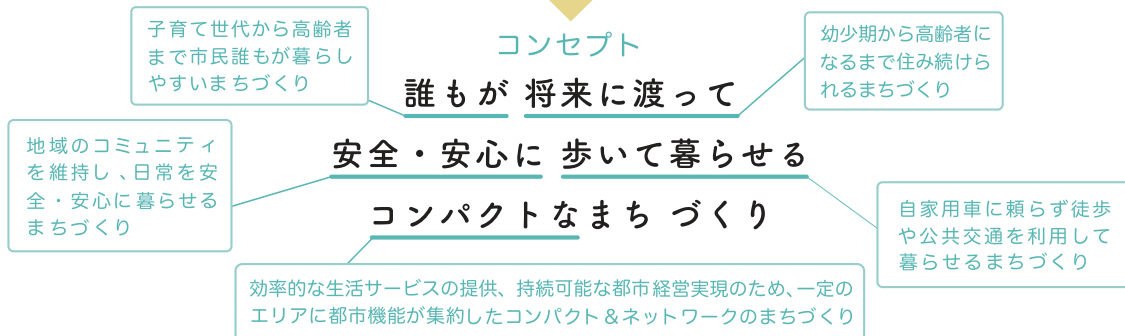 子育て世代から高齢者
まで市民誰もが暮らし
やすいまちづくり
コンセプト
幼少期から高齢者に
なるまで住み続けら
れるまちづくり
誰もが 将来に渡って
安全・安心に 歩いて暮らせる
コンパクトなまち づくり
地域のコミュニティ
を維持し、日常を安
全・安心に暮らせる
まちづくり
自家用車に頼らず徒歩
や公共交通を利用して
暮らせるまちづくり
効率的な生活サービスの提供、持続可能な都市経営実現のため、一定の
エリアに都市機能が集約したコンパクト&ネットワークのまちづくり